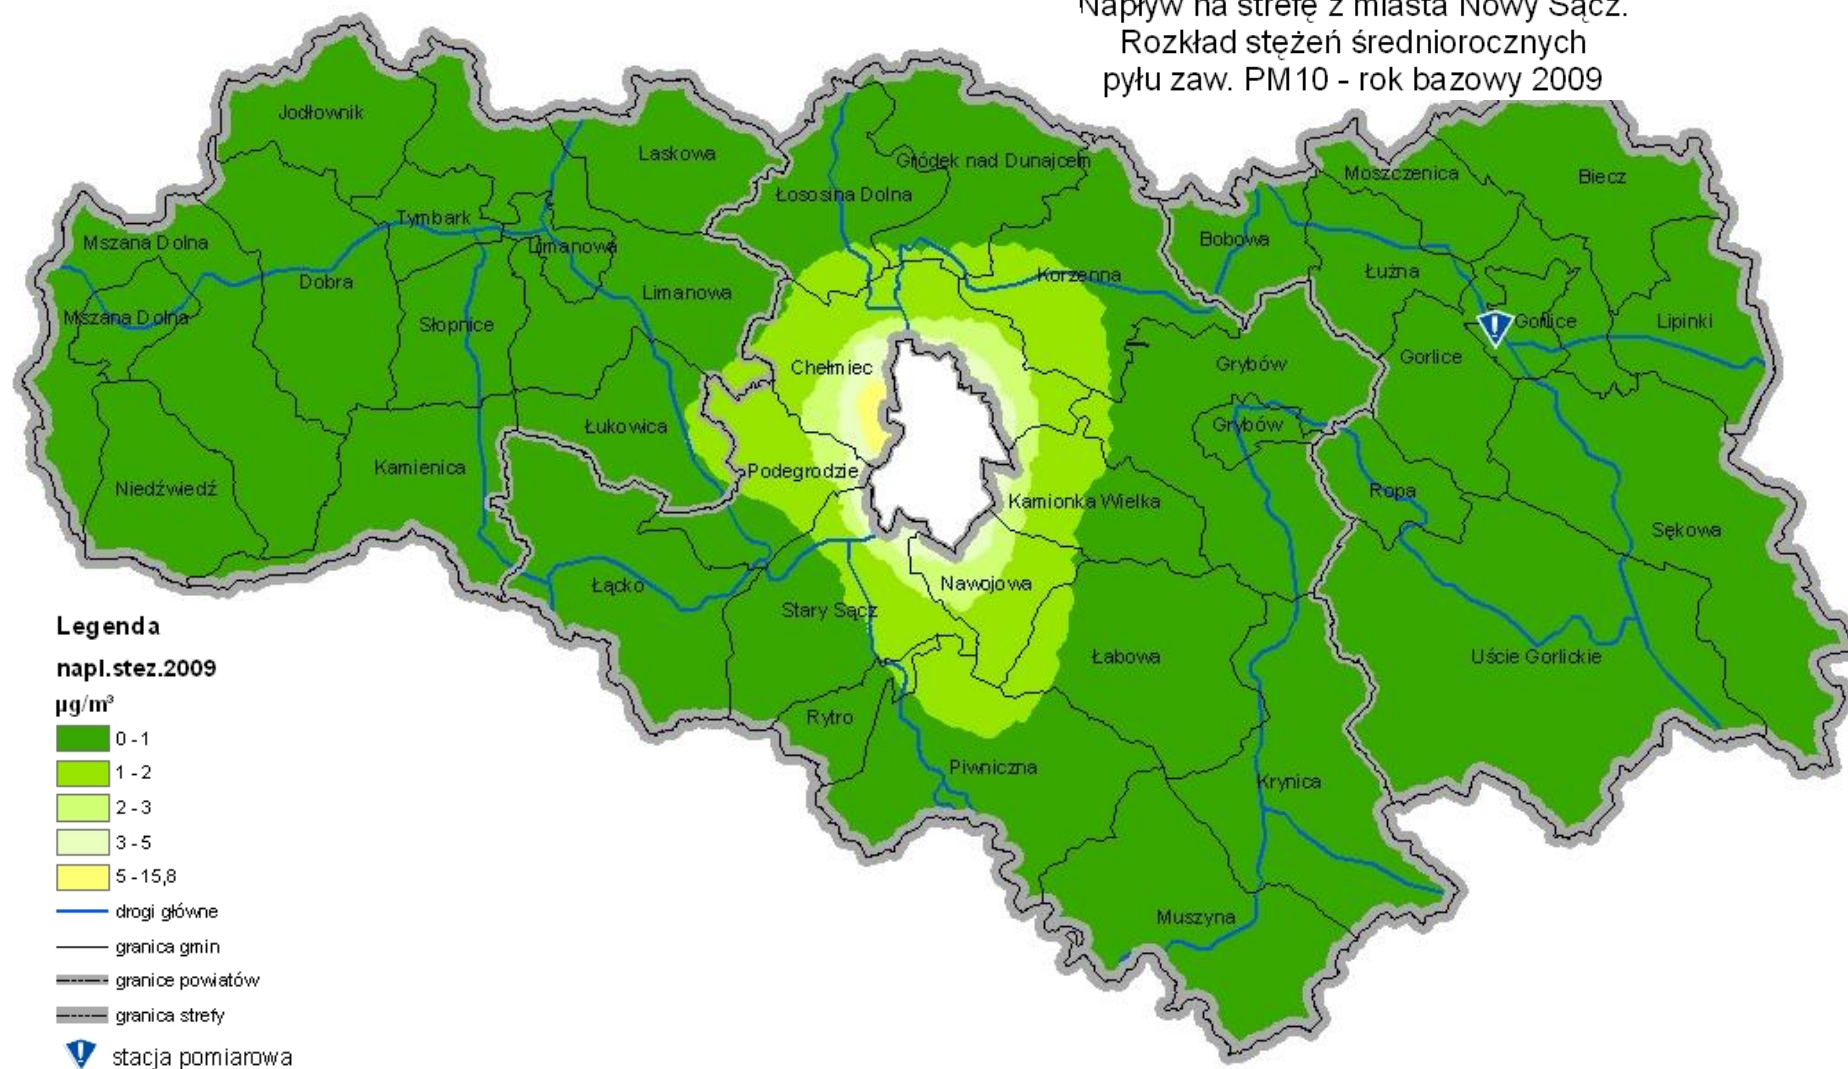 Napływ na strefę z miasta Nowy Sącz.
Rozkład stężeń średniorocznych
pyłu zaw. PM10 - rok bazowy 2009
Jodłownik
Laskowa
Gródek nad Dunajcem
Łososina Dolna
Moszczenica
Biecz
Mszana Dolna
Tymbark
Limanowa
Bobowa
Dobra
Limanowa
Korzenna
Łużna
Mszana Dolna
Słopnice
Gorlice
Lipinki
Chełmiec
Grybów
Gorlice
Łukowica
Grybów
Kamienica
Podegrodzie
Niedźwiedź
Kamionka Wielka
Ropa
Sękowa
Łącko
Nawojowa
Stary Sącz
Łabowa
Uście Gorlickie
Rytro
Piwniczna
Krynica
Muszyna
Legenda
napl.stez.2009
µg/m³
0 - 1
1 - 2
2 - 3
3 - 5
5 - 15,8
drogi główne
granica gmin
granice powiatów
granica strefy
stacja pomiarowa